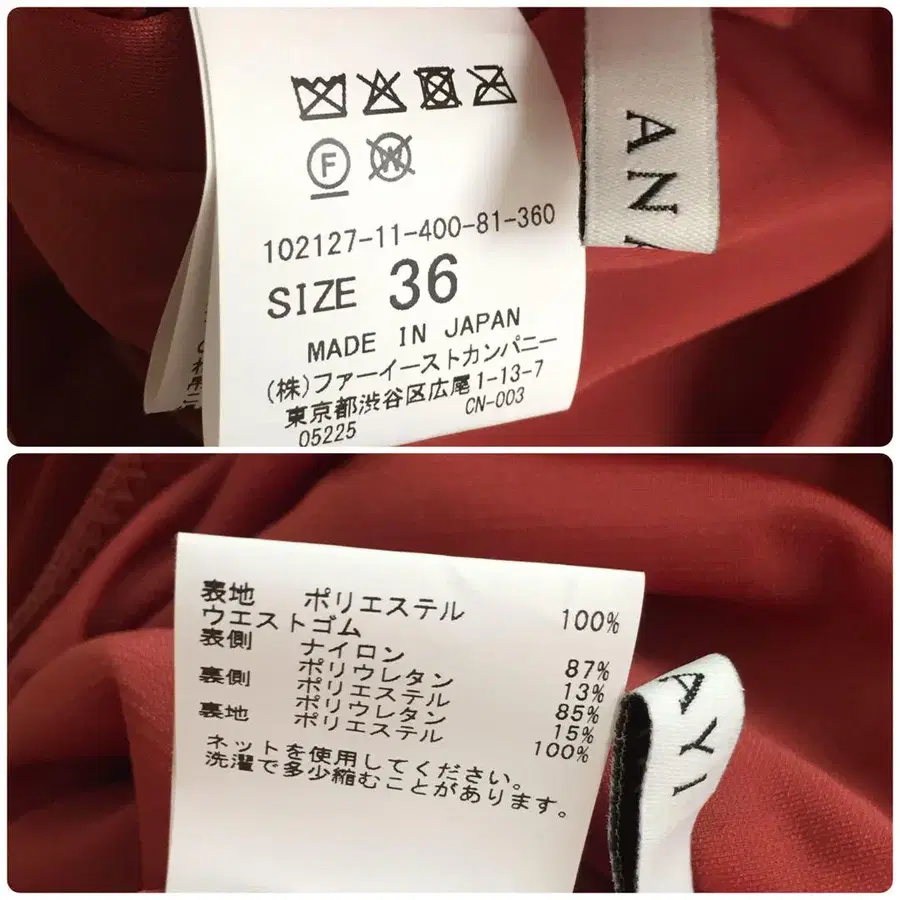 F
W
102127-11-400-81-360
SIZE 36
MADE IN JAPAN
(株)ファーイーストカンパニー
東京都渋谷区広尾1-13-7
05225 CN-003
ANA
表地 ポリエステル 100%
ウエストゴム
表側 ナイロン 87%
ポリウレタン 13%
裏側 ポリエステル 85%
ポリウレタン 15%
裏地 ポリエステル 100%
ネットを使用してください。
洗濯で多少縮むことがあります。
AYI